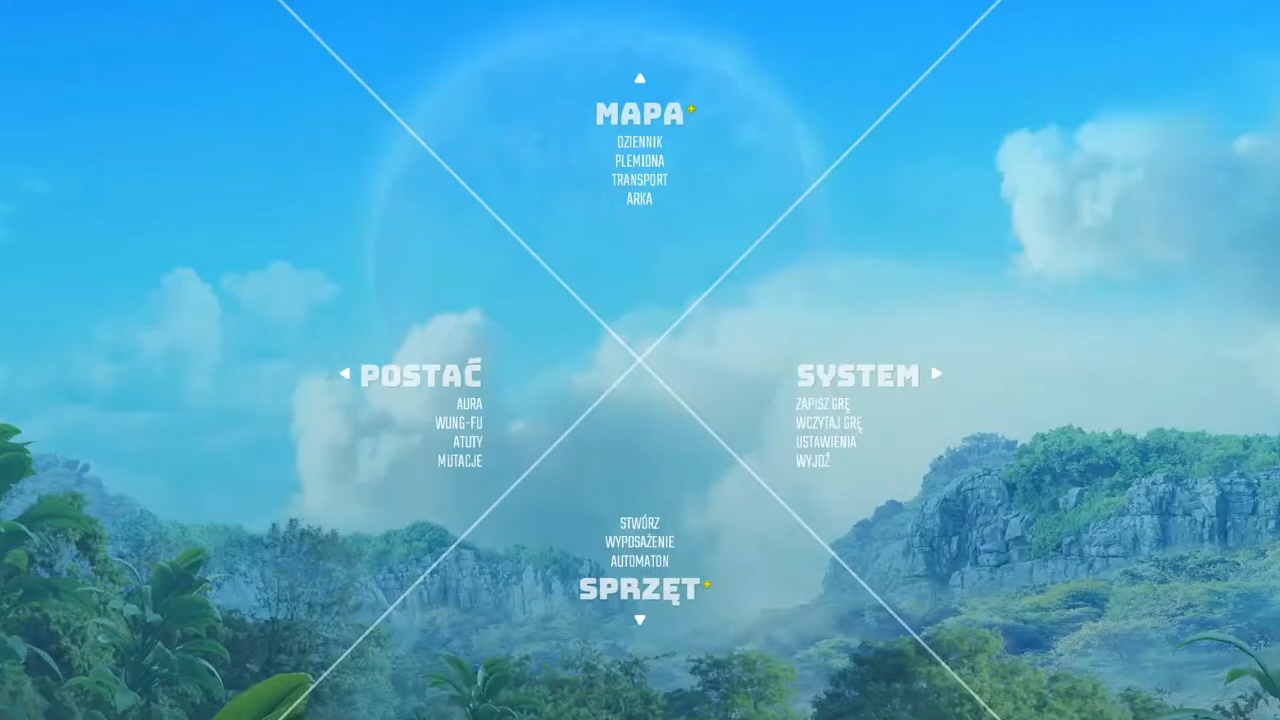 MAPA
DZIENNIK
PLEMIONA
TRANSPORT
ARKA
POSTAĆ
AURA
WUNG-FU
ATUTY
MUTACJE
SYSTEM
ZAPISZ GRĘ
WCZYTAJ GRĘ
USTAWIENIA
WYJDŹ
STWÓRZ
WYPOSAŻENIE
AUTOMATON
SPRZĘT